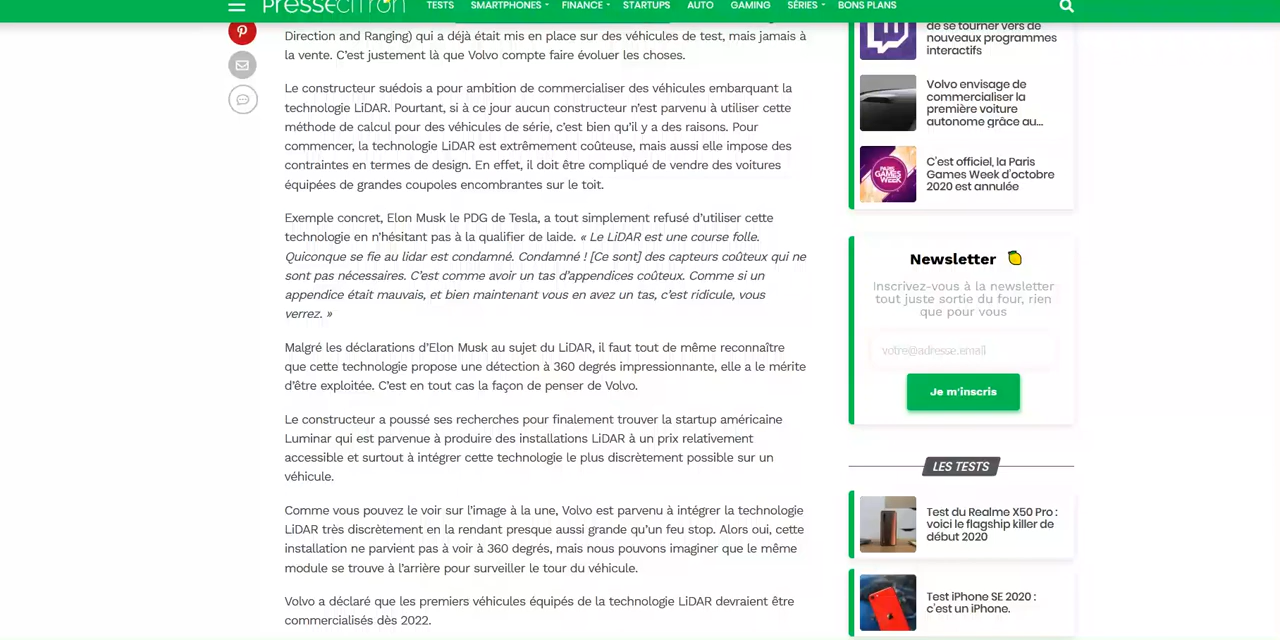 Pressecitron
TESTS
SMARTPHONES
FINANCE
STARTUPS
AUTO
GAMING
SÉRIES
BONS PLANS
Direction and Ranging) qui a déjà était mis en place sur des véhicules de test, mais jamais à
la vente. C'est justement là que Volvo compte faire évoluer les choses.
Le constructeur suédois a pour ambition de commercialiser des véhicules embarquant la
technologie LiDAR. Pourtant, si à ce jour aucun constructeur n'est parvenu à utiliser cette
méthode de calcul pour des véhicules de série, c'est bien qu'il y a des raisons. Pour
commencer, la technologie LiDAR est extrêmement coûteuse, mais aussi elle impose des
contraintes en termes de design. En effet, il doit être compliqué de vendre des voitures
équipées de grandes coupoles encombrantes sur le toit.
Exemple concret, Elon Musk le PDG de Tesla, a tout simplement refusé d'utiliser cette
technologie en n'hésitant pas à la qualifier de laide. « Le LiDAR est une course folle.
Quiconque se fie au lidar est condamné. Condamné ! [Ce sont] des capteurs coûteux qui ne
sont pas nécessaires. C'est comme avoir un tas d'appendices coûteux. Comme si un
appendice était mauvais, et bien maintenant vous en avez un tas, c'est ridicule, vous
verrez. »
Malgré les déclarations d'Elon Musk au sujet du LiDAR, il faut tout de même reconnaître
que cette technologie propose une détection à 360 degrés impressionnante, elle a le mérite
d'être exploitée. C'est en tout cas la façon de penser de Volvo.
Le constructeur a poussé ses recherches pour finalement trouver la startup américaine
Luminar qui est parvenue à produire des installations LiDAR à un prix relativement
accessible et surtout à intégrer cette technologie le plus discrètement possible sur un
véhicule.
Comme vous pouvez le voir sur l'image à la une, Volvo est parvenu à intégrer la technologie
LiDAR très discrètement en la rendant presque aussi grande qu'un feu stop. Alors oui, cette
installation ne parvient pas à voir à 360 degrés, mais nous pouvons imaginer que le même
module se trouve à l'arrière pour surveiller le tour du véhicule.
Volvo a déclaré que les premiers véhicules équipés de la technologie LiDAR devraient être
commercialisés dès 2022.
de se tourner vers de
nouveaux programmes
interactifs
Volvo envisage de
commercialiser la
première voiture
autonome grâce au...
PARIS
GAMES
WEEK
C'est officiel, la Paris
Games Week d'octobre
2020 est annulée
Newsletter
Inscrivez-vous à la newsletter
tout juste sortie du four, rien
que pour vous
votre@adresse.email
Je m'inscris
LES TESTS
Test du Realme X50 Pro :
voici le flagship killer de
début 2020
Test iPhone SE 2020 :
c'est un iPhone.